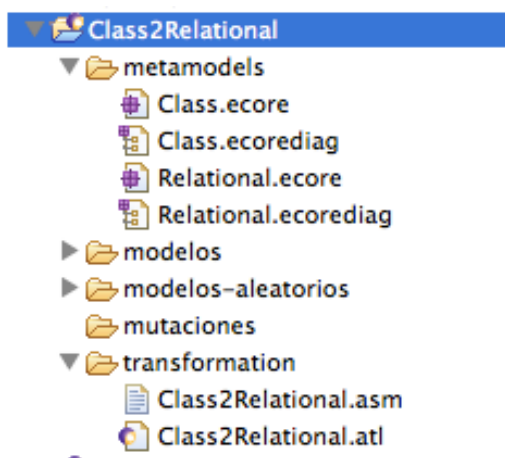 Class2Relational
metamodels
Class.ecore
Class.ecorediag
Relational.ecore
Relational.ecorediag
modelos
modelos-aleatorios
mutaciones
transformation
Class2Relational.asm
Class2Relational.atl